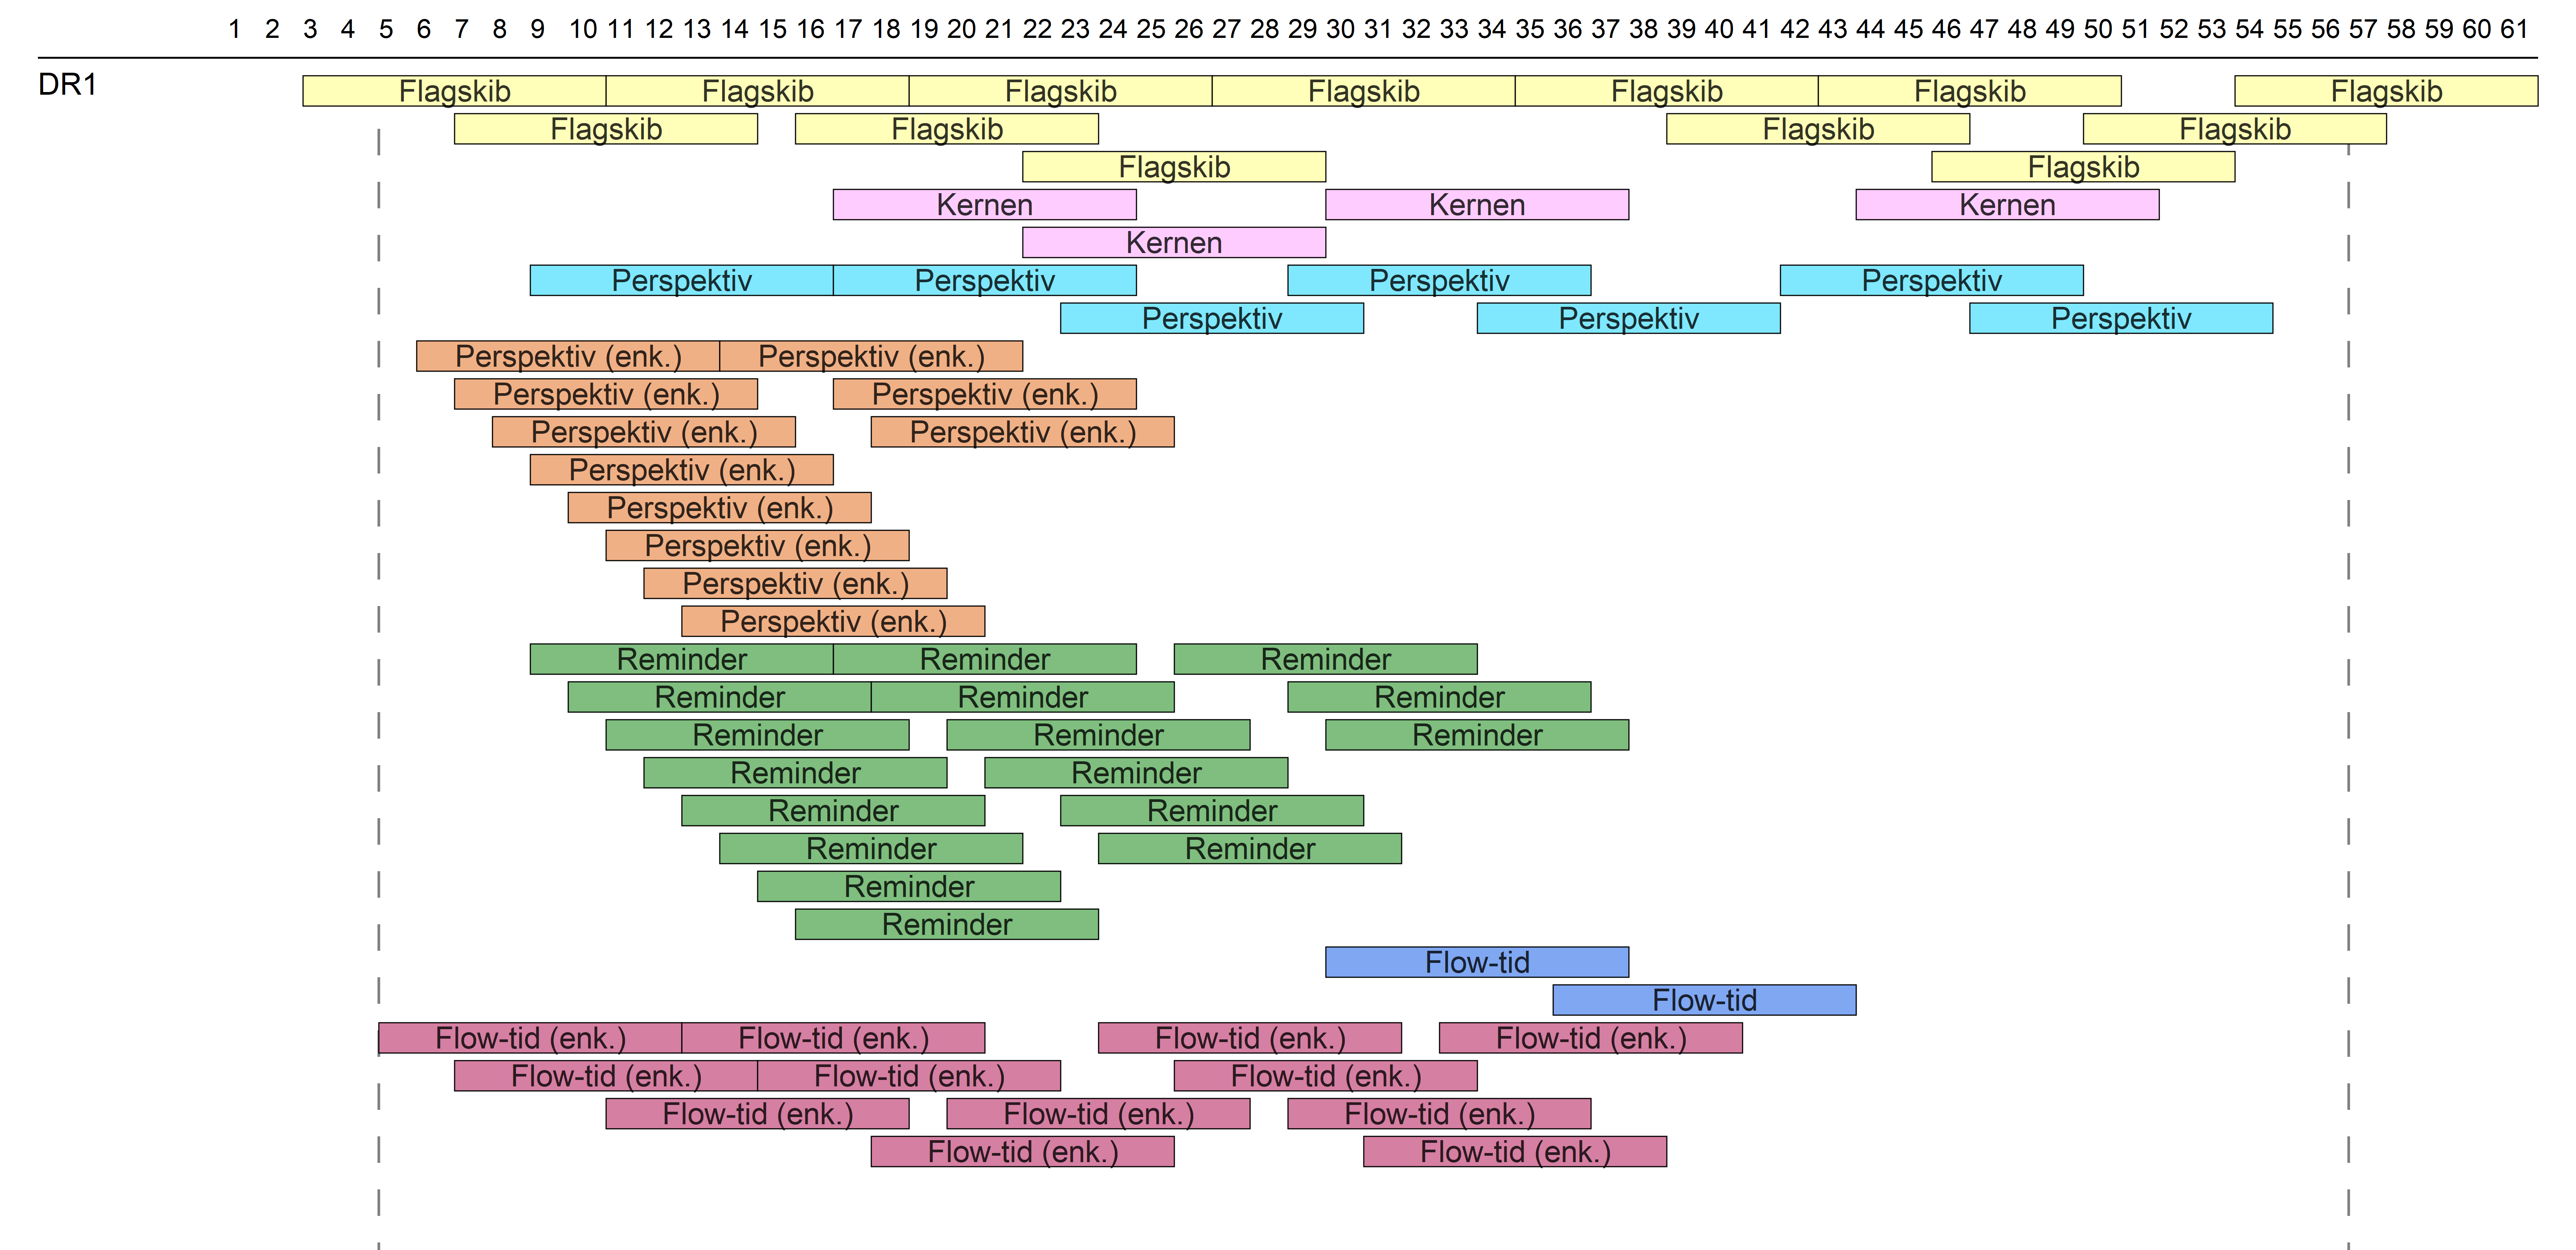 1 2 3 4 5 6 7 8 9 10 11 12 13 14 15 16 17 18 19 20 21 22 23 24 25 26 27 28 29 30 31 32 33 34 35 36 37 38 39 40 41 42 43 44 45 46 47 48 49 50 51 52 53 54 55 56 57 58 59 60 61
DR1 Flagskib Flagskib Flagskib Flagskib Flagskib Flagskib Flagskib
Flagskib Flagskib Flagskib Flagskib
Flagskib Flagskib
Kernen Kernen Kernen
Kernen
Perspektiv Perspektiv Perspektiv Perspektiv
Perspektiv Perspektiv Perspektiv
Perspektiv (enk.) Perspektiv (enk.)
Perspektiv (enk.) Perspektiv (enk.)
Perspektiv (enk.) Perspektiv (enk.)
Perspektiv (enk.)
Perspektiv (enk.)
Perspektiv (enk.)
Perspektiv (enk.)
Perspektiv (enk.)
Reminder Reminder Reminder
Reminder Reminder Reminder
Reminder Reminder Reminder
Reminder Reminder
Reminder Reminder
Reminder Reminder
Reminder
Reminder
Flow-tid
Flow-tid
Flow-tid (enk.) Flow-tid (enk.) Flow-tid (enk.) Flow-tid (enk.)
Flow-tid (enk.) Flow-tid (enk.) Flow-tid (enk.)
Flow-tid (enk.) Flow-tid (enk.) Flow-tid (enk.)
Flow-tid (enk.) Flow-tid (enk.)